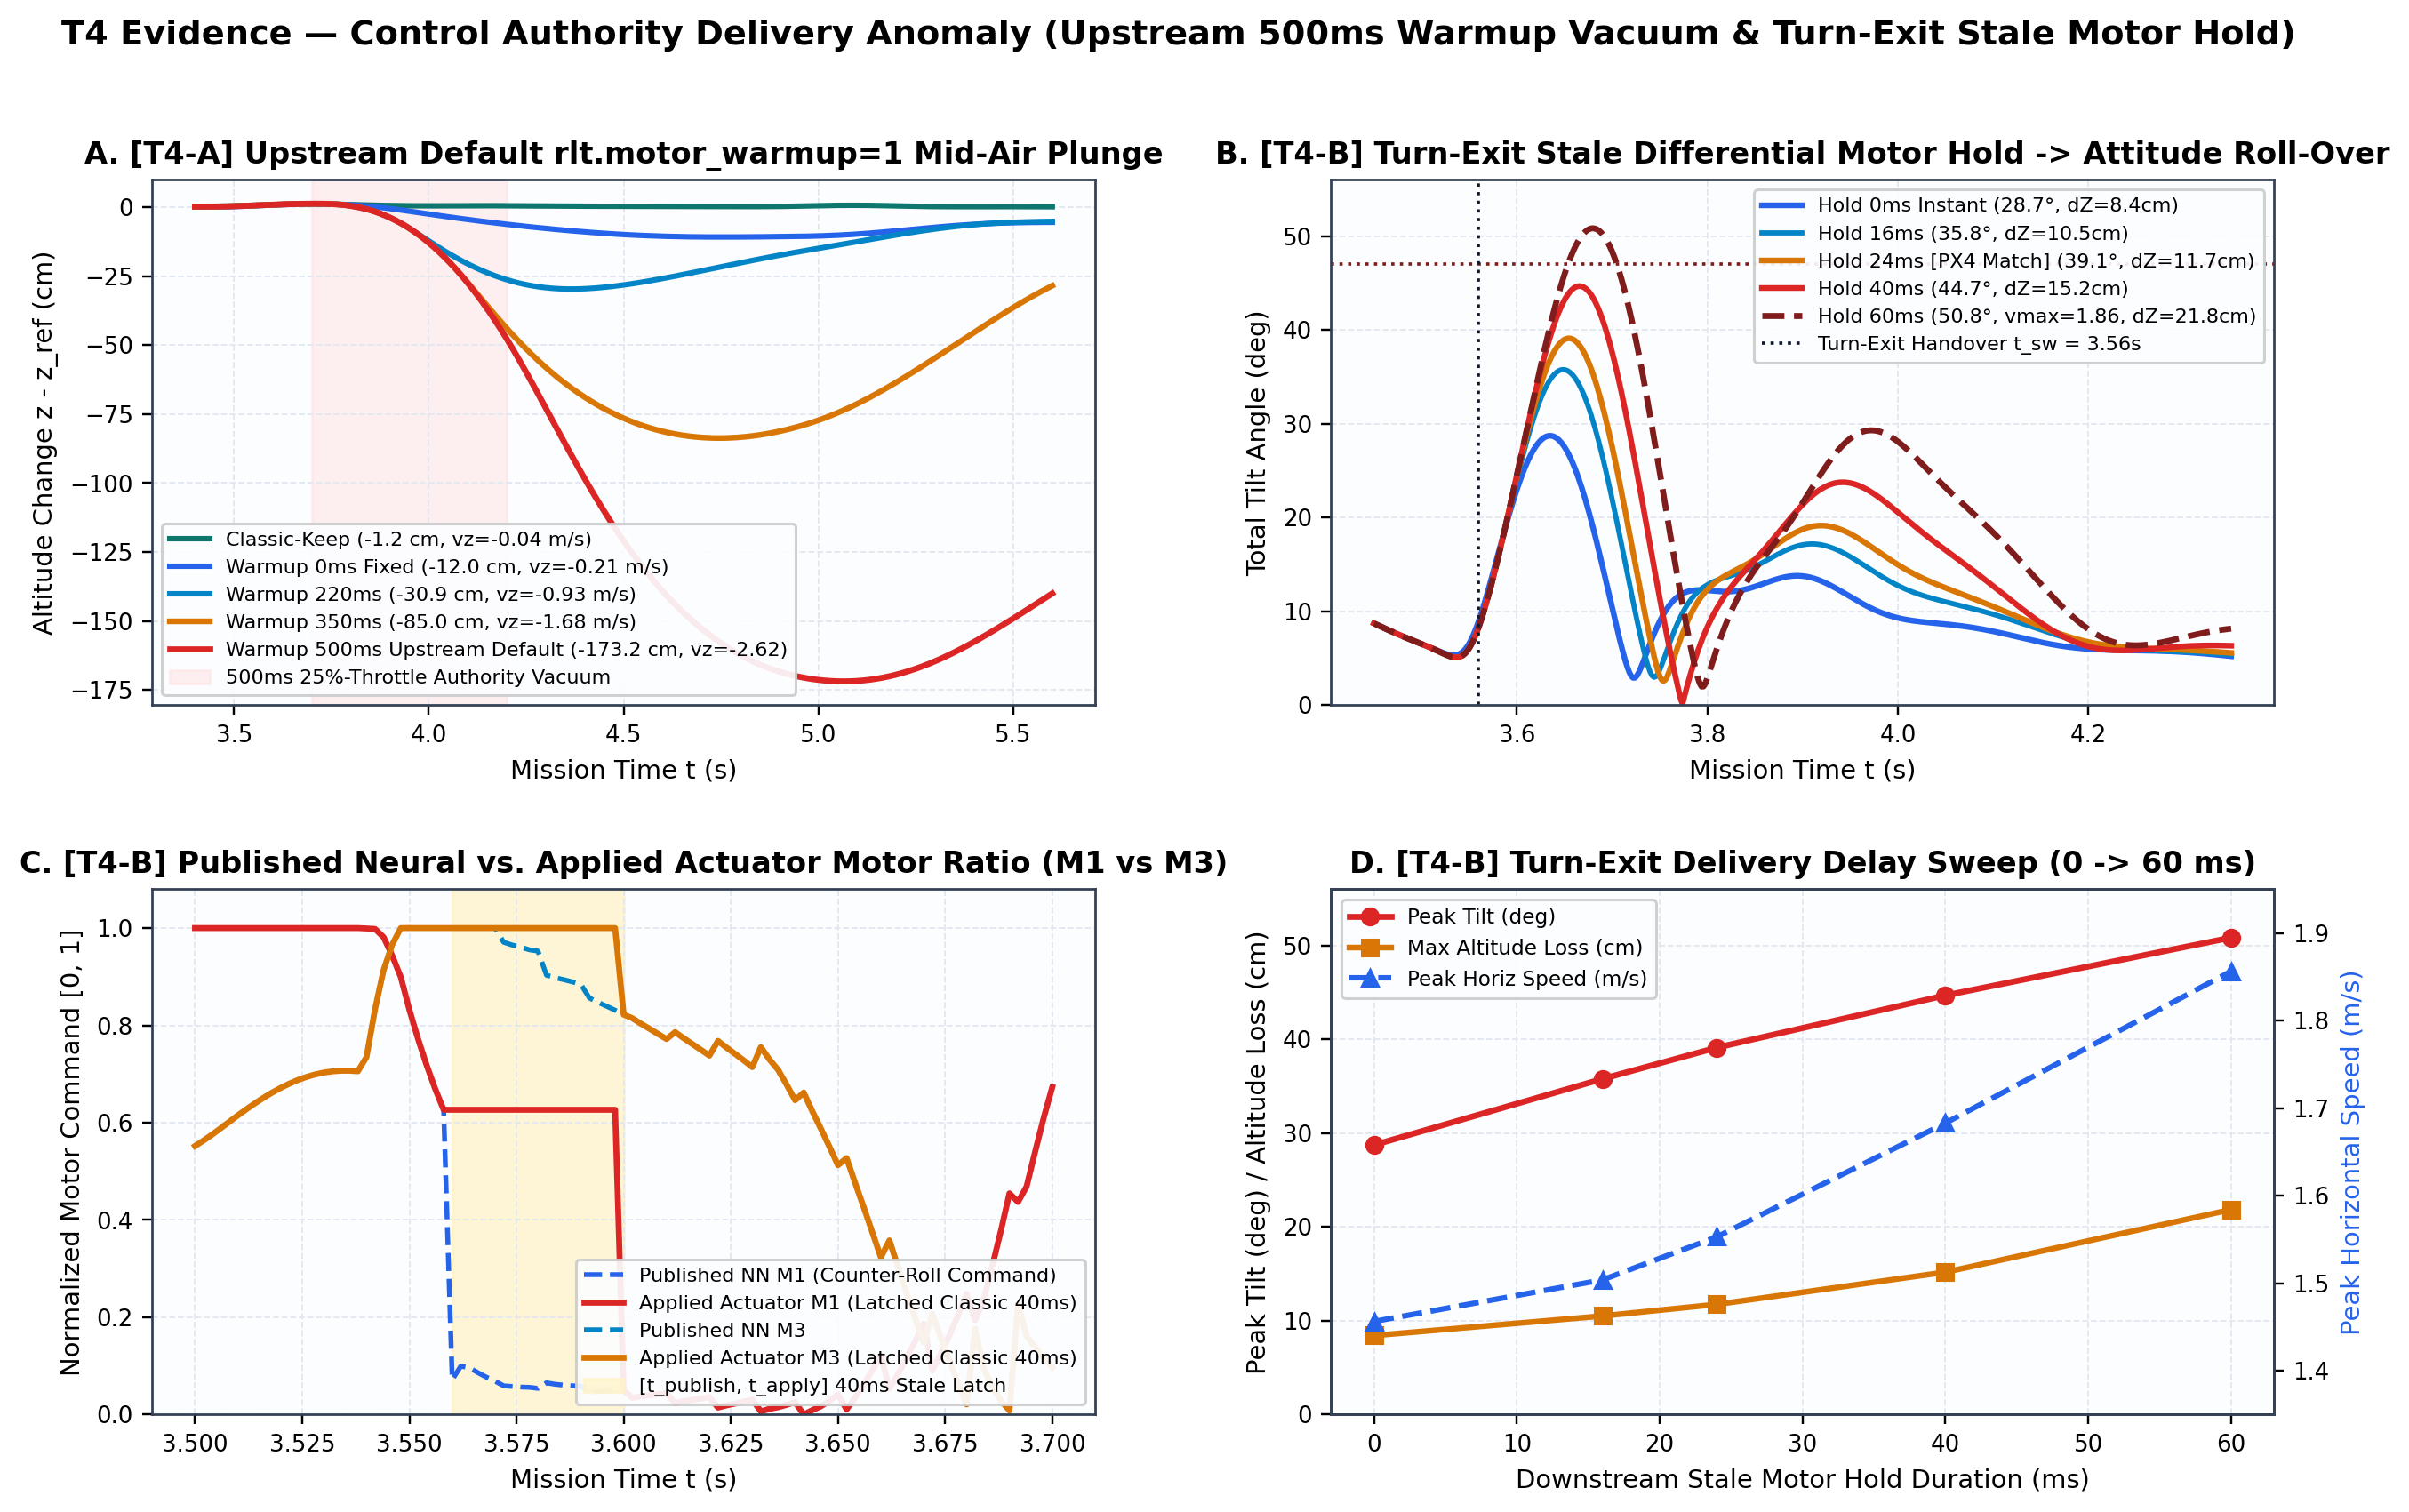 T4 Evidence — Control Authority Delivery Anomaly (Upstream 500ms Warmup Vacuum & Turn-Exit Stale Motor Hold)
A. [T4-A] Upstream Default rlt.motor_warmup=1 Mid-Air Plunge
Altitude Change z - z_ref (cm)
0
−25
−50
−75
−100
−125
−150
−175
Classic-Keep (-1.2 cm, vz=-0.04 m/s)
Warmup 0ms Fixed (-12.0 cm, vz=-0.21 m/s)
Warmup 220ms (-30.9 cm, vz=-0.93 m/s)
Warmup 350ms (-85.0 cm, vz=-1.68 m/s)
Warmup 500ms Upstream Default (-173.2 cm, vz=-2.62)
500ms 25%-Throttle Authority Vacuum
3.5 4.0 4.5 5.0 5.5
Mission Time t (s)
B. [T4-B] Turn-Exit Stale Differential Motor Hold -> Attitude Roll-Over
Total Tilt Angle (deg)
50
40
30
20
10
0
Hold 0ms Instant (28.7°, dZ=8.4cm)
Hold 16ms (35.8°, dZ=10.5cm)
Hold 24ms [PX4 Match] (39.1°, dZ=11.7cm)
Hold 40ms (44.7°, dZ=15.2cm)
Hold 60ms (50.8°, vmax=1.86, dZ=21.8cm)
Turn-Exit Handover t_sw = 3.56s
3.6 3.8 4.0 4.2
Mission Time t (s)
C. [T4-B] Published Neural vs. Applied Actuator Motor Ratio (M1 vs M3)
Normalized Motor Command [0, 1]
1.0
0.8
0.6
0.4
0.2
0.0
Published NN M1 (Counter-Roll Command)
Applied Actuator M1 (Latched Classic 40ms)
Published NN M3
Applied Actuator M3 (Latched Classic 40ms)
[t_publish, t_apply] 40ms Stale Latch
3.500 3.525 3.550 3.575 3.600 3.625 3.650 3.675 3.700
Mission Time t (s)
D. [T4-B] Turn-Exit Delivery Delay Sweep (0 -> 60 ms)
Peak Tilt (deg) / Altitude Loss (cm)
50
40
30
20
10
0
Peak Tilt (deg)
Max Altitude Loss (cm)
Peak Horiz Speed (m/s)
1.9
1.8
1.7
1.6
1.5
1.4
Peak Horizontal Speed (m/s)
0 10 20 30 40 50 60
Downstream Stale Motor Hold Duration (ms)